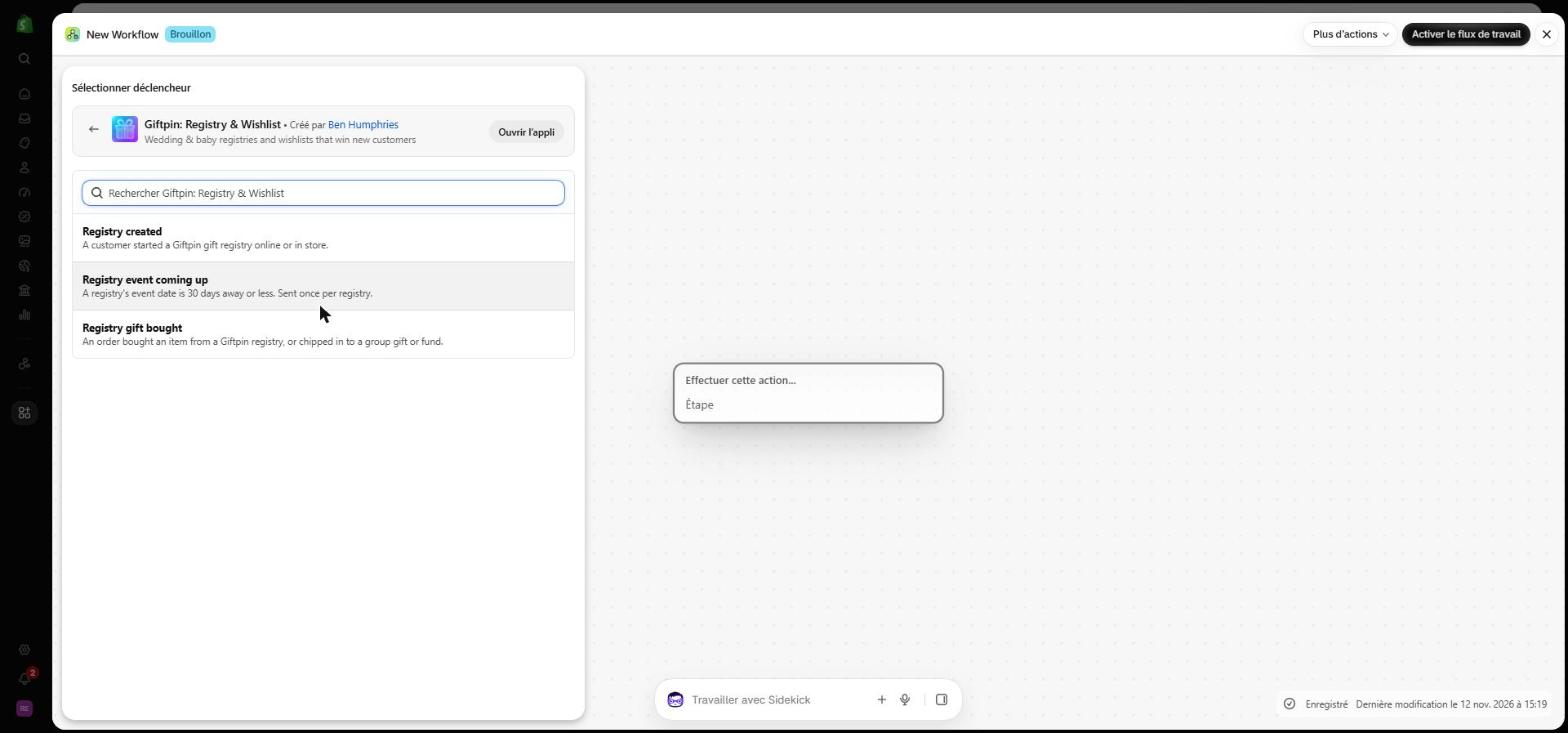 New Workflow Brouillon
Plus d'actions
Activer le flux de travail
Sélectionner déclencheur
Giftpin: Registry & Wishlist • Créé par Ben Humphries
Wedding & baby registries and wishlists that win new customers
Ouvrir l'appli
Rechercher Giftpin: Registry & Wishlist
Registry created
A customer started a Giftpin gift registry online or in store.
Registry event coming up
A registry's event date is 30 days away or less. Sent once per registry.
Registry gift bought
An order bought an item from a Giftpin registry, or chipped in to a group gift or fund.
Effectuer cette action...
Étape
2
Travailler avec Sidekick
Enregistré Dernière modification le 12 nov. 2026 à 15:19